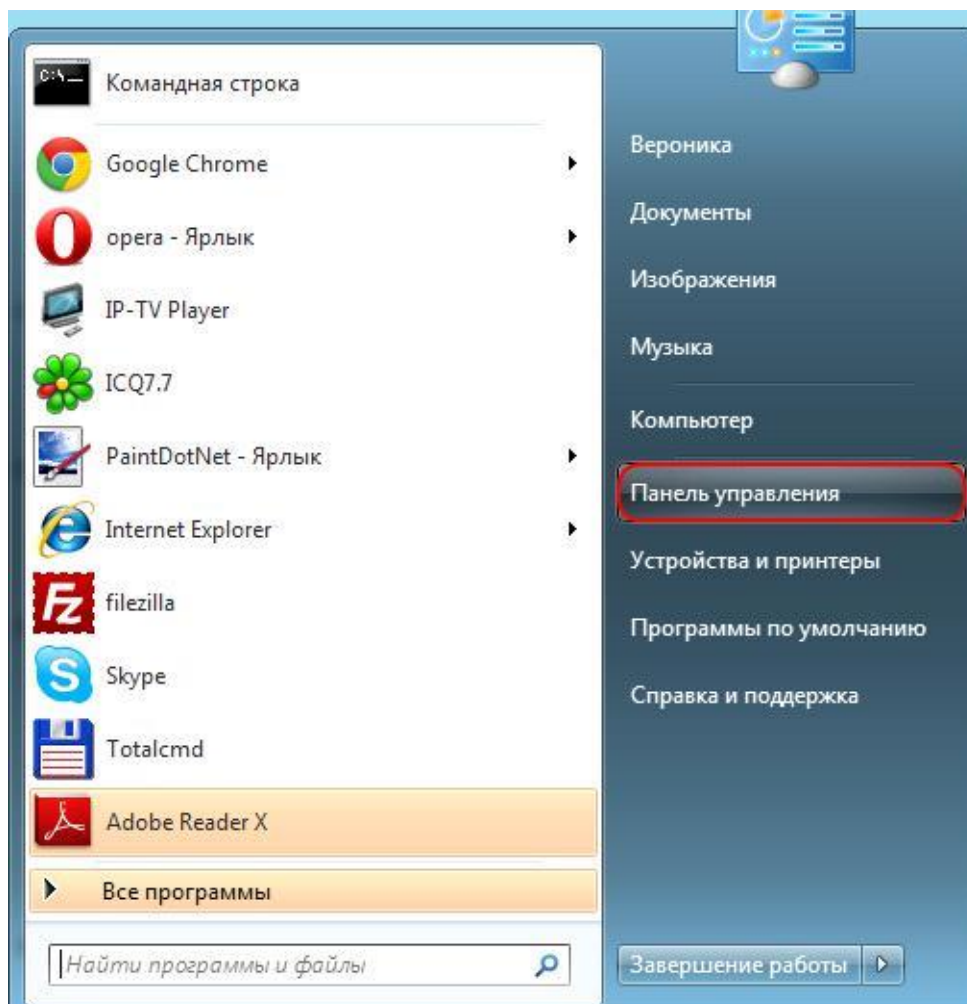 Командная строка
Google Chrome
opera - Ярлык
IP-TV Player
ICQ7.7
PaintDotNet - Ярлык
Internet Explorer
filezilla
Skype
Totalcmd
Adobe Reader X
Все программы
Найти программы и файлы
Вероника
Документы
Изображения
Музыка
Компьютер
Панель управления
Устройства и принтеры
Программы по умолчанию
Справка и поддержка
Завершение работы